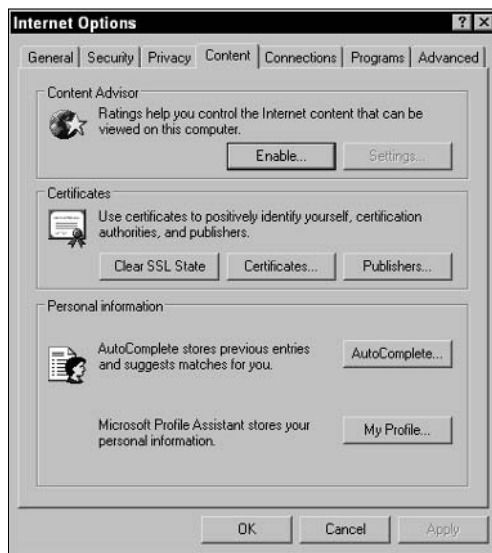 Internet Options
? ×
General Security Privacy Content Connections Programs Advanced
Content Advisor
Ratings help you control the Internet content that can be
viewed on this computer.
Enable... Settings...
Certificates
Use certificates to positively identify yourself, certification
authorities, and publishers.
Clear SSL State Certificates... Publishers...
Personal information
AutoComplete stores previous entries
and suggests matches for you.
AutoComplete...
Microsoft Profile Assistant stores your
personal information.
My Profile...
OK Cancel Apply